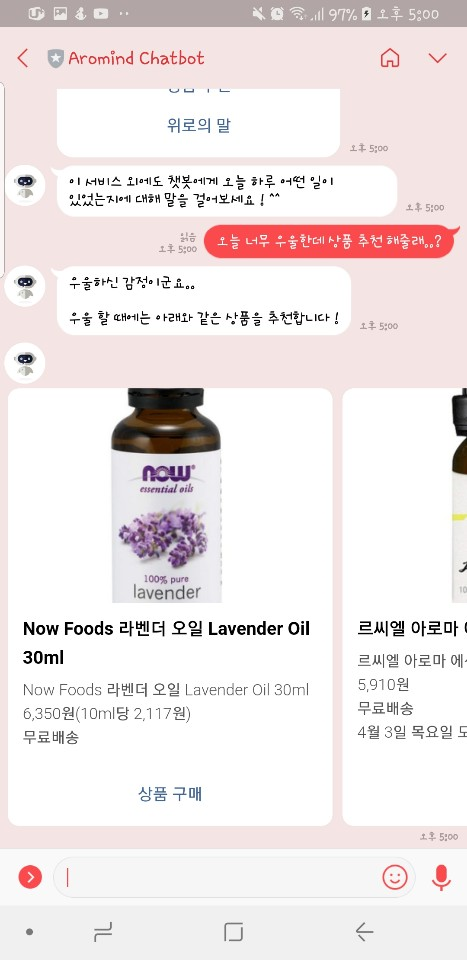 97% 오후 5:00
Aromind Chatbot
위로의 말
오후 5:00
이 서비스 외에도 챗봇에게 오늘 하루 어떤 일이
있었는지에 대해 말을 걸어보세요 ! ^^
오후 5:00
읽음
오후 5:00
오늘 너무 우울한데 상품 추천 해줄래,,?
우울하신 감정이군요,,
우울 할 때에는 아래와 같은 상품을 추천합니다 !
오후 5:00
NOW
essential oils
100% pure
lavender
Now Foods 라벤더 오일 Lavender Oil
30ml
Now Foods 라벤더 오일 Lavender Oil 30ml
6,350원(10ml당 2,117원)
무료배송
상품 구매
르씨엘 아로마
르씨엘 아로마 에
5,910원
무료배송
4월 3일 목요일
오후 5:00